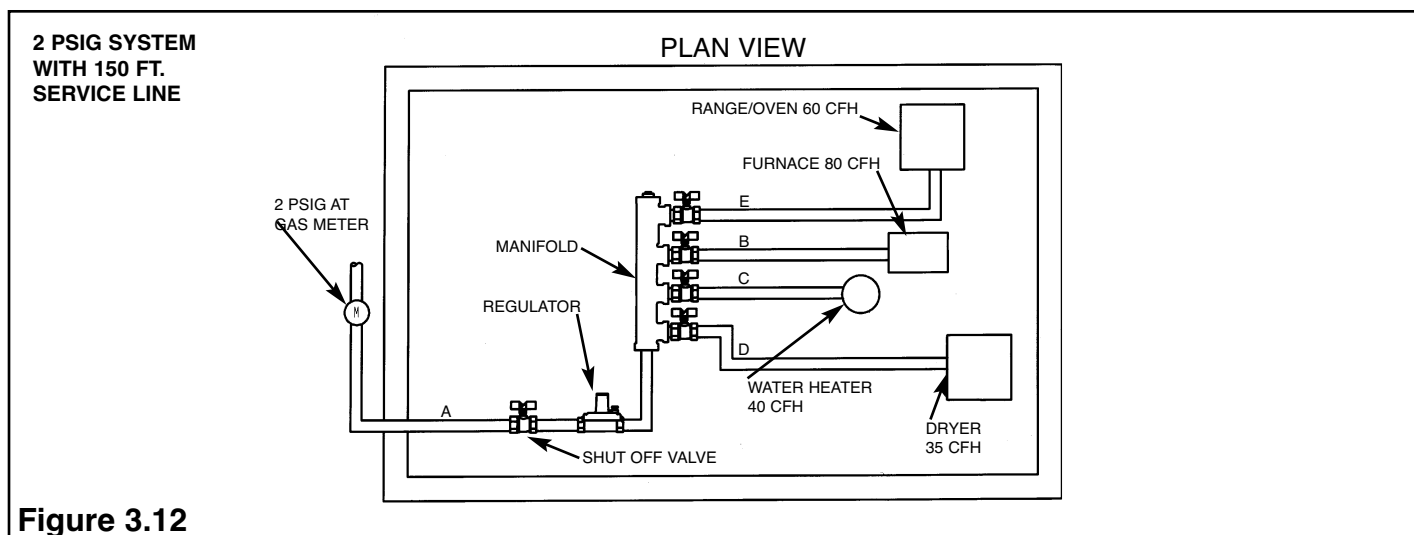 2 PSIG SYSTEM
WITH 150 FT.
SERVICE LINE
PLAN VIEW
RANGE/OVEN 60 CFH
FURNACE 80 CFH
2 PSIG AT
GAS METER
E
MANIFOLD
B
C
REGULATOR
M
D
WATER HEATER
40 CFH
A
DRYER
35 CFH
SHUT OFF VALVE
Figure 3.12